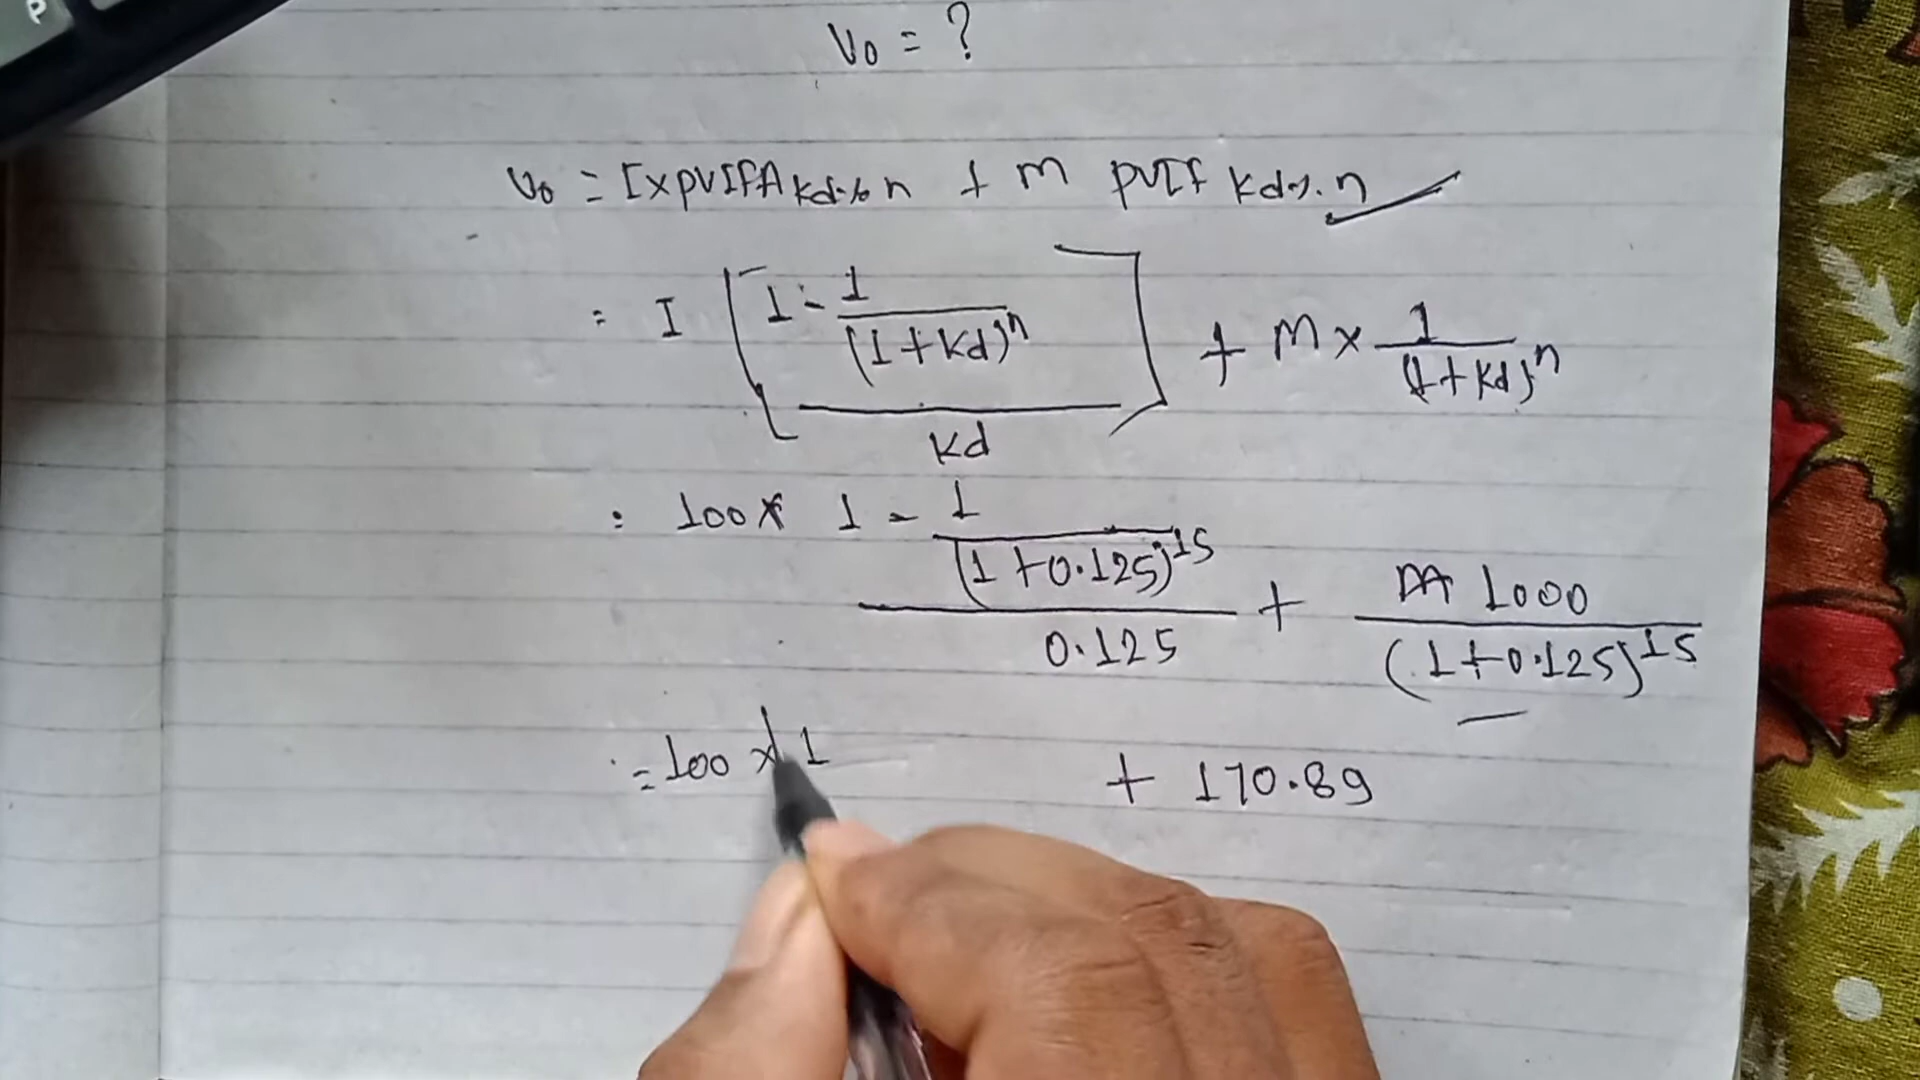 P
V₀ = ?
V₀ = I×PVIFA kd% n + m PVIF kd%.n
= I [1 - 1/(1+kd)ⁿ / kd] + m × 1/(1+kd)ⁿ
= 100 × 1 - 1/(1+0.125)¹⁵ / 0.125 + 1000/(1+0.125)¹⁵
= 100 × 1 + 170.89